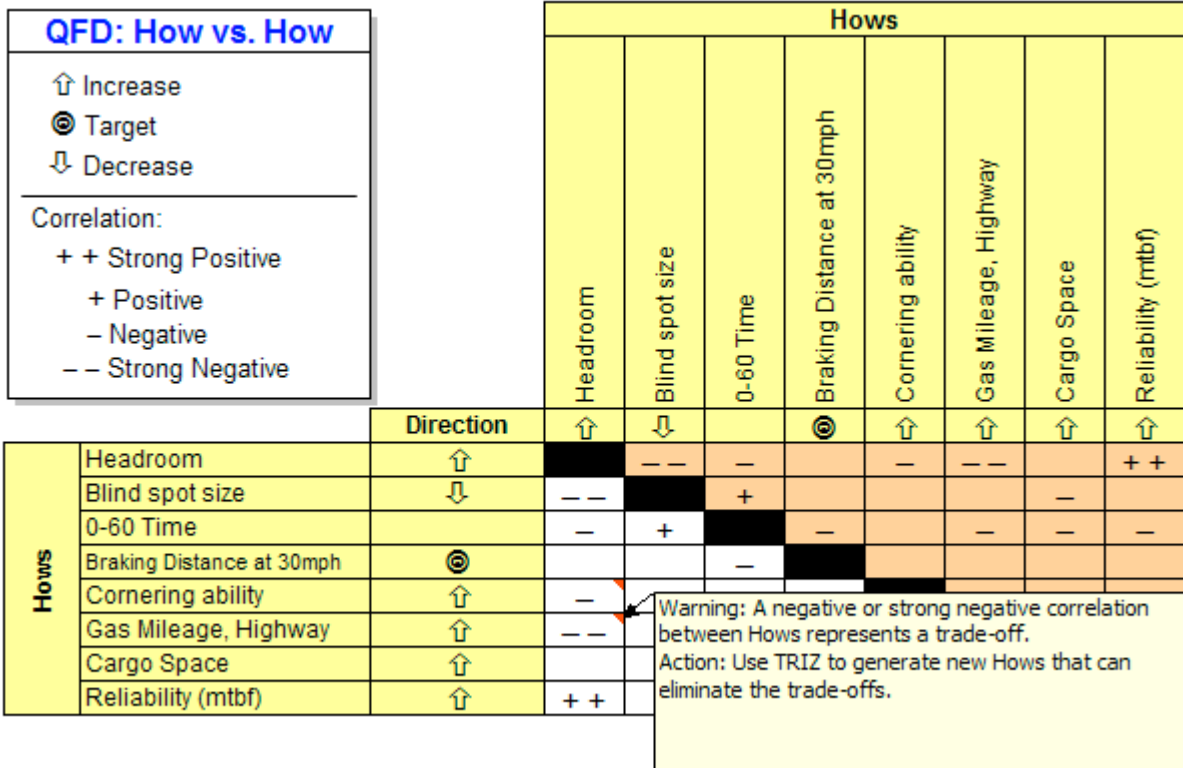 QFD: How vs. How
⇧ Increase
◎ Target
⇩ Decrease
Correlation:
+ + Strong Positive
+ Positive
– Negative
– – Strong Negative
Hows
Headroom
Blind spot size
0-60 Time
Braking Distance at 30mph
Cornering ability
Gas Mileage, Highway
Cargo Space
Reliability (mtbf)
Direction ⇧ ⇩ ◎ ⇧ ⇧ ⇧ ⇧
Hows
Headroom ⇧ – – – – – – + +
Blind spot size ⇩ – – + –
0-60 Time – + – – – –
Braking Distance at 30mph ◎ –
Cornering ability ⇧ –
Gas Mileage, Highway ⇧ – –
Cargo Space ⇧
Reliability (mtbf) ⇧ + +
Warning: A negative or strong negative correlation
between Hows represents a trade-off.
Action: Use TRIZ to generate new Hows that can
eliminate the trade-offs.